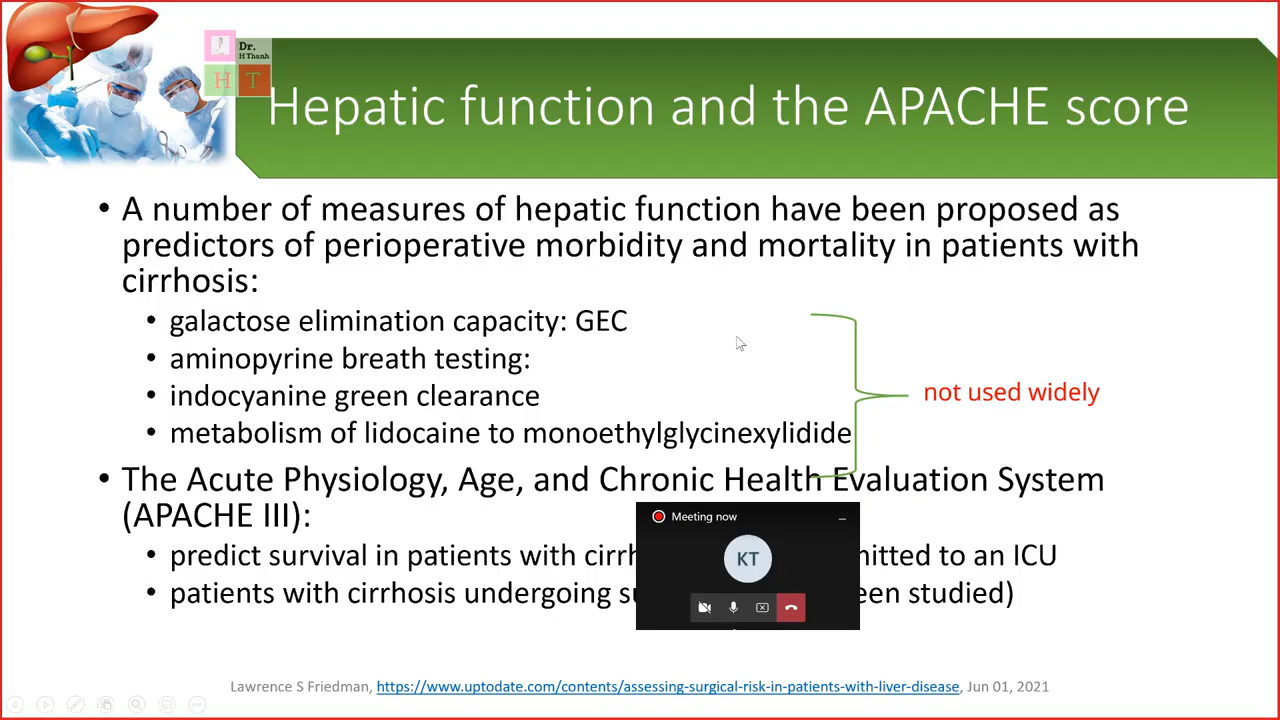 Dr.
H Thanh
H T
Hepatic function and the APACHE score
• A number of measures of hepatic function have been proposed as
predictors of perioperative morbidity and mortality in patients with
cirrhosis:
• galactose elimination capacity: GEC
• aminopyrine breath testing:
• indocyanine green clearance
• metabolism of lidocaine to monoethylglycinexylidide
not used widely
• The Acute Physiology, Age, and Chronic Health Evaluation System
(APACHE III):
• predict survival in patients with to an ICU
• patients with cirrhosis undergoing studied)
Meeting now
KT
Lawrence S Friedman, https://www.uptodate.com/contents/assessing-surgical-risk-in-patients-with-liver-disease, Jun 01, 2021